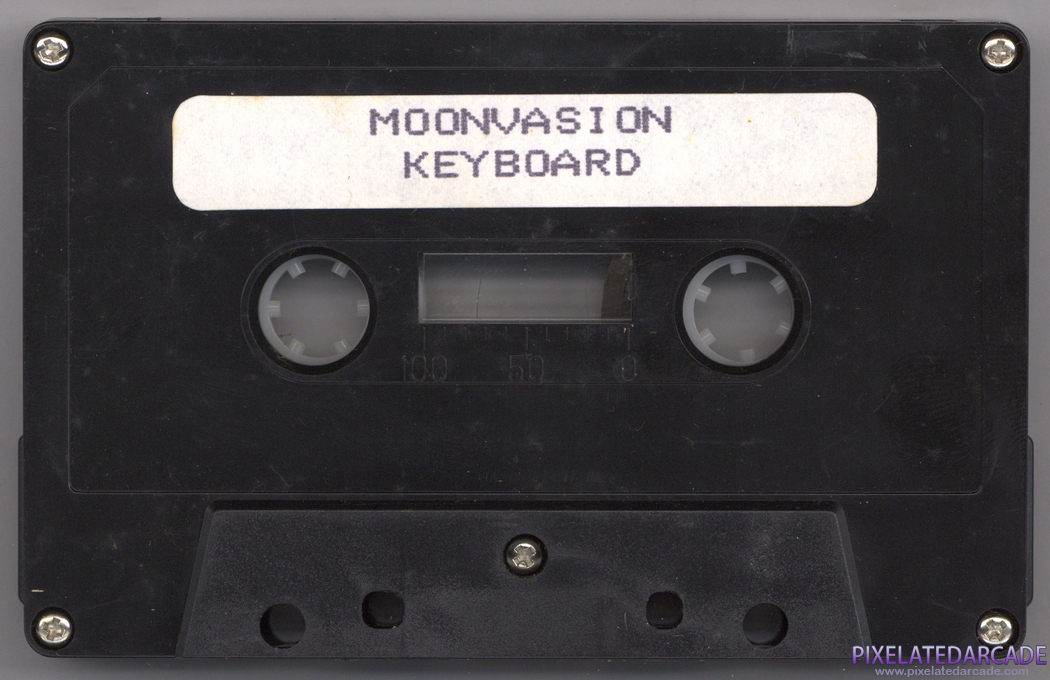 MOONVASION
KEYBOARD
100 50 0
PIXELATEDARCADE
www.pixelatedarcade.com